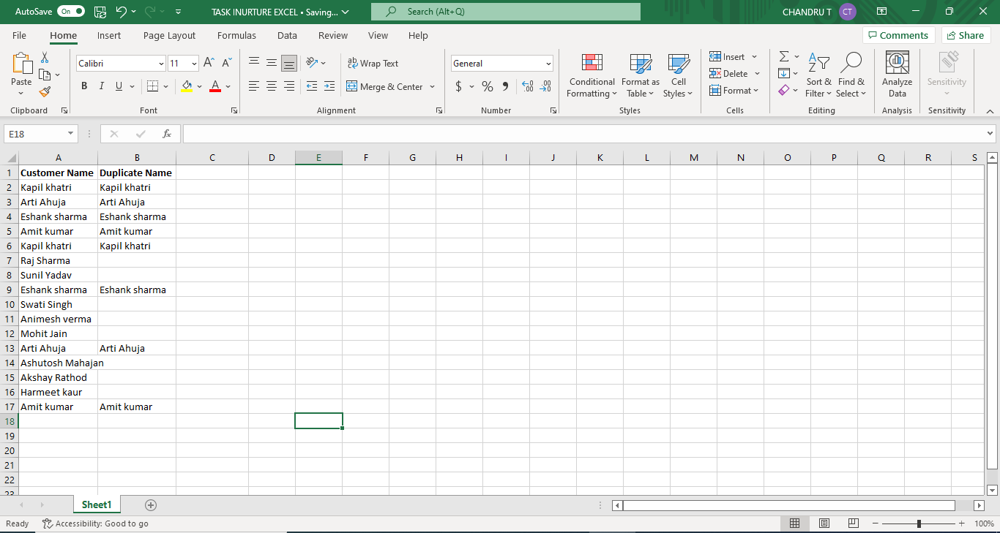 AutoSave On TASK INURTURE EXCEL • Saving... Search (Alt+Q) CHANDRU T CT
File Home Insert Page Layout Formulas Data Review View Help Comments Share
Paste
Clipboard
Calibri 11
B I U A
Font
ab Wrap Text
Merge & Center
Alignment
General
$ % 9 .00 .00
Number
Conditional Formatting
Format as Table
Cell Styles
Styles
Insert
Delete
Format
Cells
Sort & Filter
Find & Select
Editing
Analyze Data
Analysis
Sensitivity
Sensitivity
E18 fx
A B C D E F G H I J K L M N O P Q R S
1 Customer Name Duplicate Name
2 Kapil khatri Kapil khatri
3 Arti Ahuja Arti Ahuja
4 Eshank sharma Eshank sharma
5 Amit kumar Amit kumar
6 Kapil khatri Kapil khatri
7 Raj Sharma
8 Sunil Yadav
9 Eshank sharma Eshank sharma
10 Swati Singh
11 Animesh verma
12 Mohit Jain
13 Arti Ahuja Arti Ahuja
14 Ashutosh Mahajan
15 Akshay Rathod
16 Harmeet kaur
17 Amit kumar Amit kumar
18
19
20
21
22
23
Sheet1
Ready Accessibility: Good to go 100%